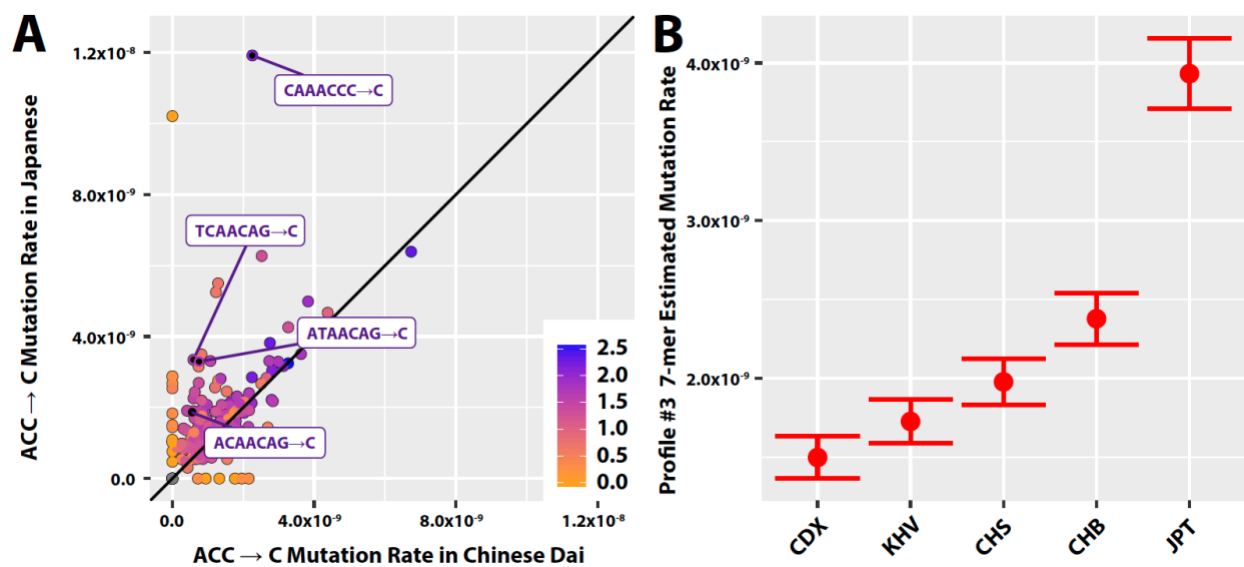 A
ACC → C Mutation Rate in Japanese
1.2x10⁻⁸
8.0x10⁻⁹
4.0x10⁻⁹
0.0
CAAACCC→C
TCAACAG→C
ATAACAG→C
ACAACAG→C
2.5
2.0
1.5
1.0
0.5
0.0
0.0
4.0x10⁻⁹
8.0x10⁻⁹
1.2x10⁻⁸
ACC → C Mutation Rate in Chinese Dai
B
Profile #3 7-mer Estimated Mutation Rate
4.0x10⁻⁹
3.0x10⁻⁹
2.0x10⁻⁹
CDX
KHV
CHS
CHB
JPT